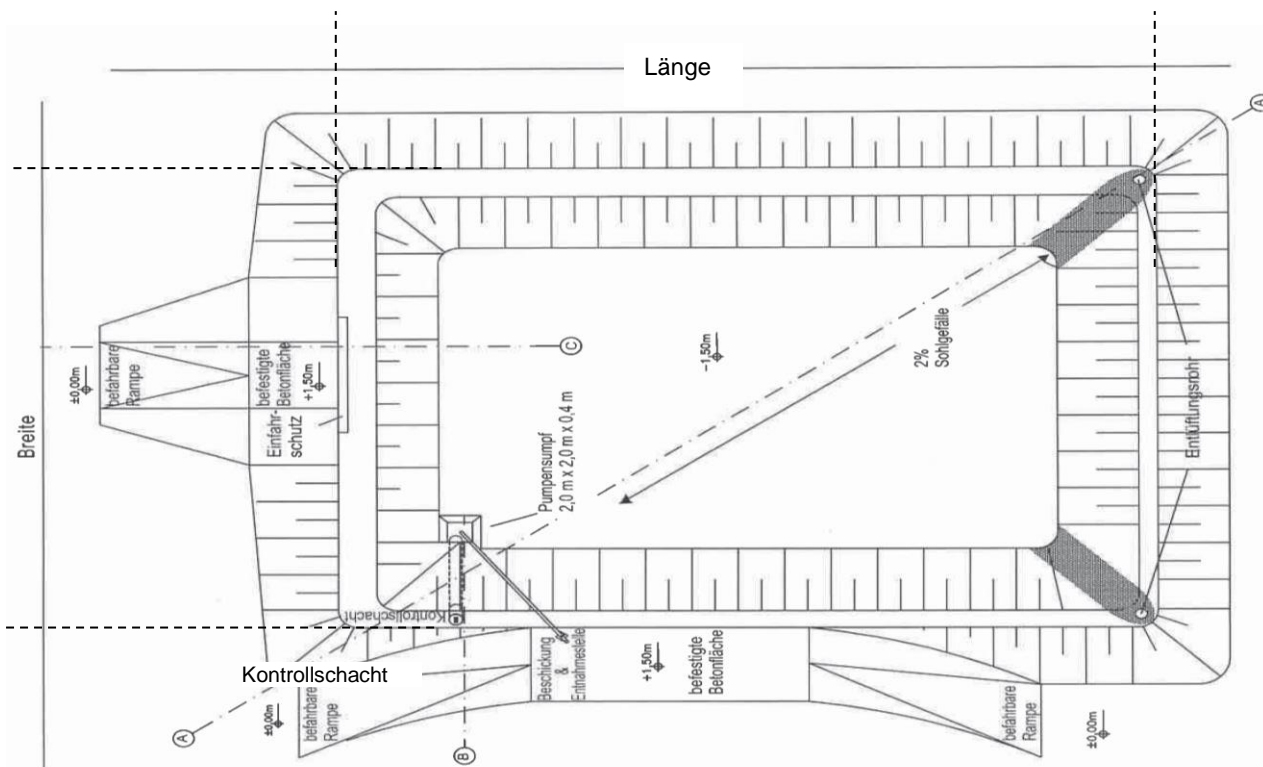 Länge
Breite
A
±0,00m
befahrbare
Rampe
befestigte
Betonfläche
+1,50m
Einfahr-
schutz
C
-1,50m
2%
Sohlgefälle
Pumpensumpf
2,0 m x 2,0 m x 0,4 m
Entlüftungsrohr
Kontrollschacht
Kontrollschacht
Beschickung
&
Entnahmestelle
+1,50m
befestigte
Betonfläche
A
±0,00m
befahrbare
Rampe
B
befahrbare
Rampe
±0,00m